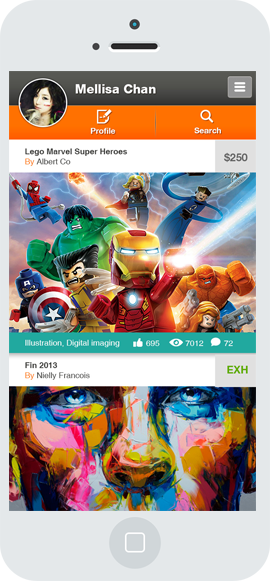 Mellisa Chan
Profile
Search
Lego Marvel Super Heroes
By Albert Co
$250
Illustration, Digital imaging 695 7012 72
Fin 2013
By Nielly Francois
EXH